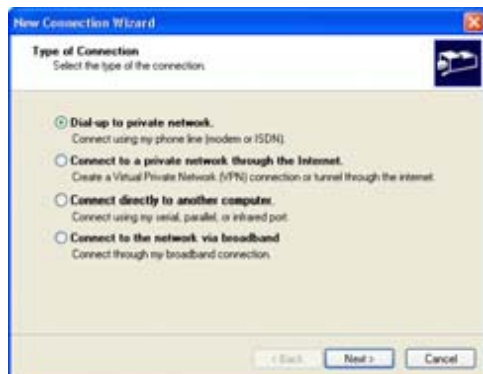 New Connection Wizard
Type of Connection
Select the type of the connection.
Dial-up to private network.
Connect using my phone line (modem or ISDN).
Connect to a private network through the Internet.
Create a Virtual Private Network (VPN) connection or tunnel through the internet.
Connect directly to another computer.
Connect using my serial, parallel, or infrared port.
Connect to the network via broadband
Connect through my broadband connection.
< Back Next > Cancel